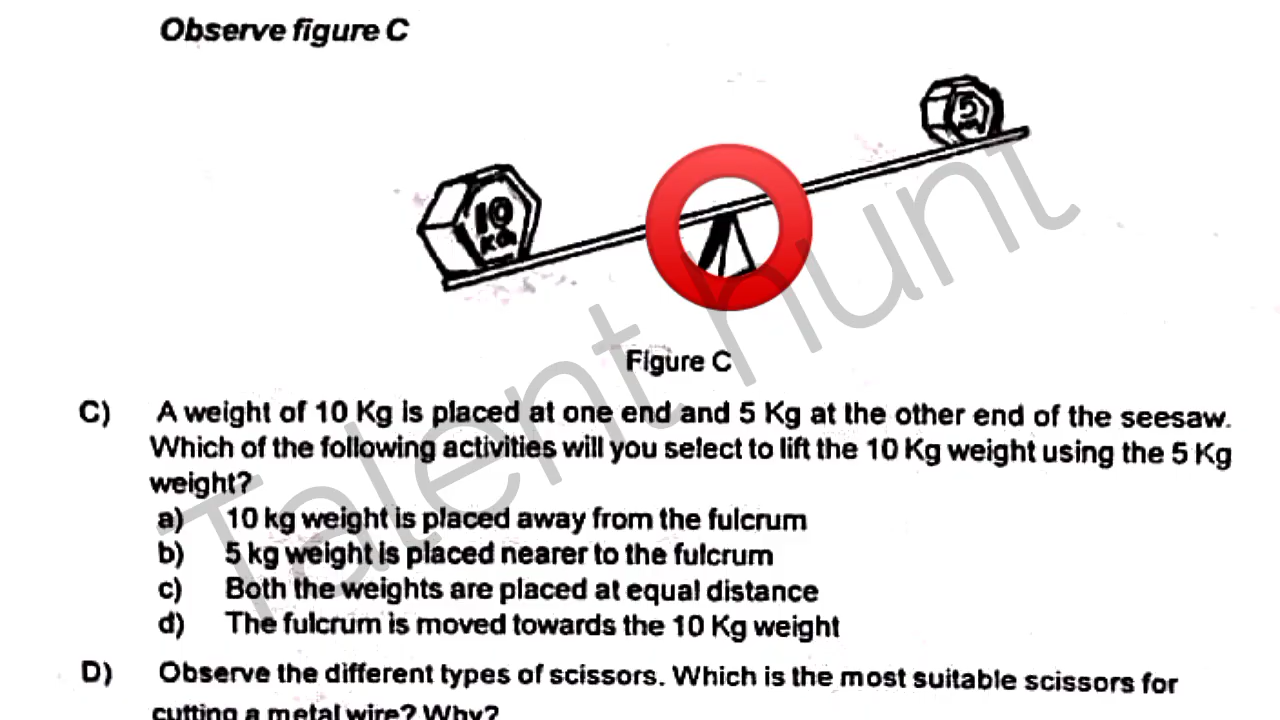 Observe figure C
5
10
KG
Figure C
C) A weight of 10 Kg is placed at one end and 5 Kg at the other end of the seesaw.
Which of the following activities will you select to lift the 10 Kg weight using the 5 Kg
weight?
a) 10 kg weight is placed away from the fulcrum
b) 5 kg weight is placed nearer to the fulcrum
c) Both the weights are placed at equal distance
d) The fulcrum is moved towards the 10 Kg weight
D) Observe the different types of scissors. Which is the most suitable scissors for
cutting a metal wire? Why?
Talent hunt